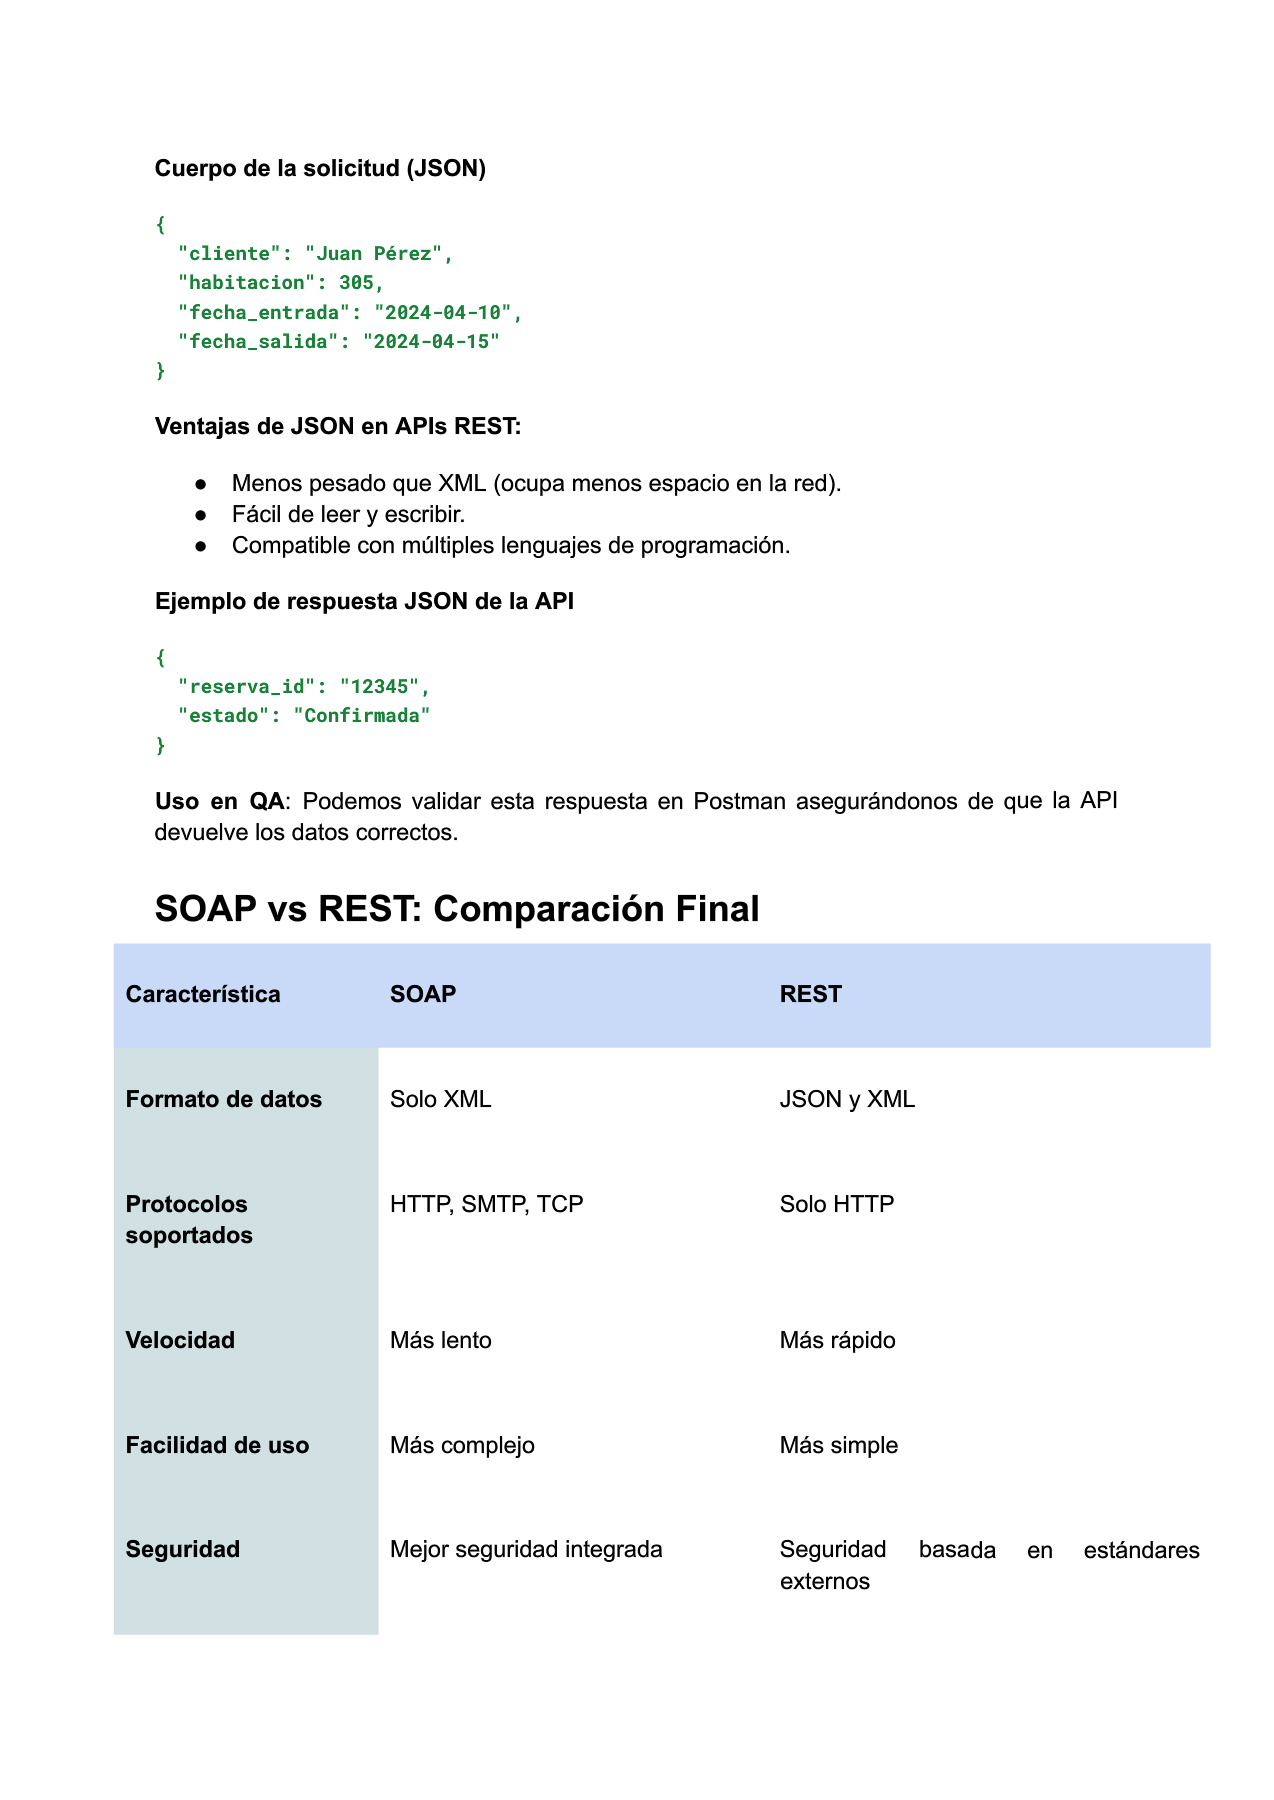 Cuerpo de la solicitud (JSON)
{
  "cliente": "Juan Pérez",
  "habitacion": 305,
  "fecha_entrada": "2024-04-10",
  "fecha_salida": "2024-04-15"
}
Ventajas de JSON en APIs REST:
● Menos pesado que XML (ocupa menos espacio en la red).
● Fácil de leer y escribir.
● Compatible con múltiples lenguajes de programación.
Ejemplo de respuesta JSON de la API
{
  "reserva_id": "12345",
  "estado": "Confirmada"
}
Uso en QA: Podemos validar esta respuesta en Postman asegurándonos de que la API
devuelve los datos correctos.
SOAP vs REST: Comparación Final
Característica SOAP REST
Formato de datos Solo XML JSON y XML
Protocolos HTTP, SMTP, TCP Solo HTTP
soportados
Velocidad Más lento Más rápido
Facilidad de uso Más complejo Más simple
Seguridad Mejor seguridad integrada Seguridad basada en estándares
externos